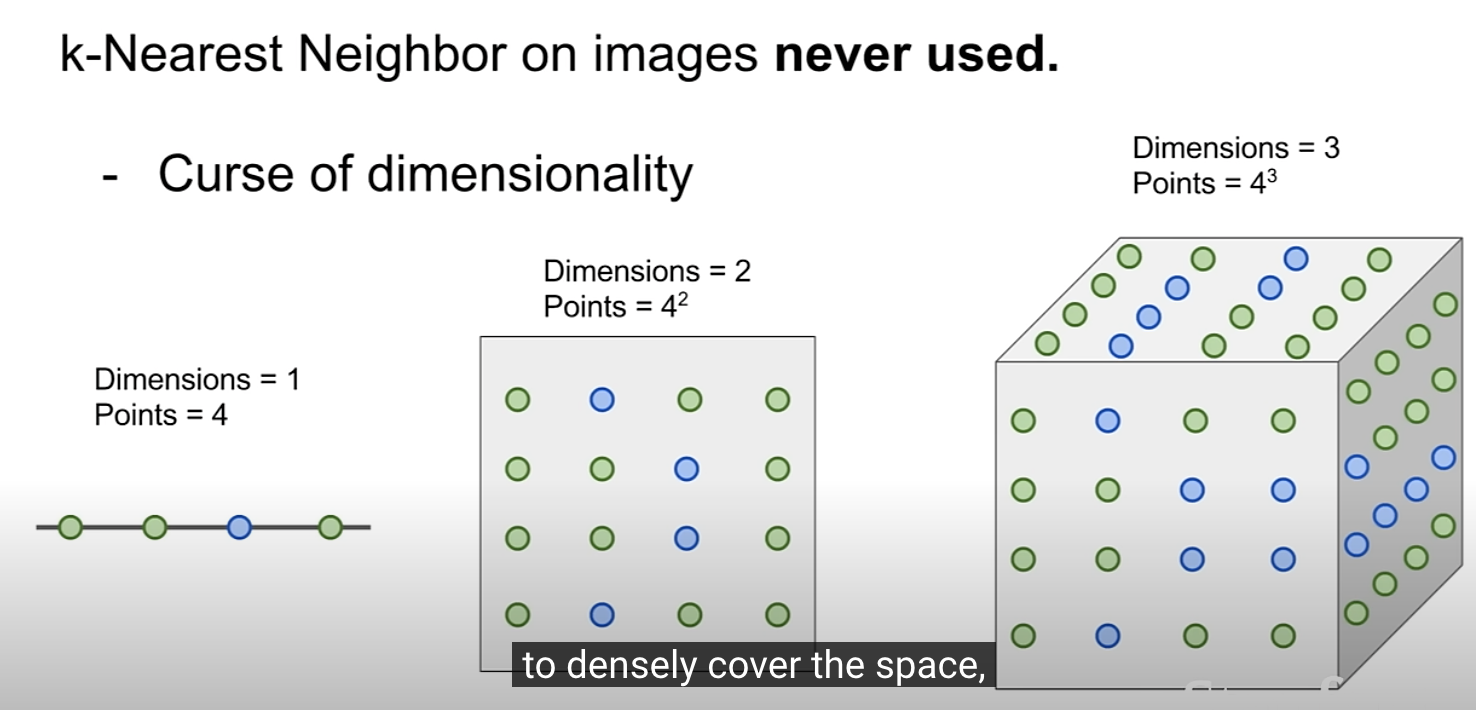 k-Nearest Neighbor on images never used.
- Curse of dimensionality
Dimensions = 1
Points = 4
Dimensions = 2
Points = 4²
Dimensions = 3
Points = 4³
to densely cover the space,